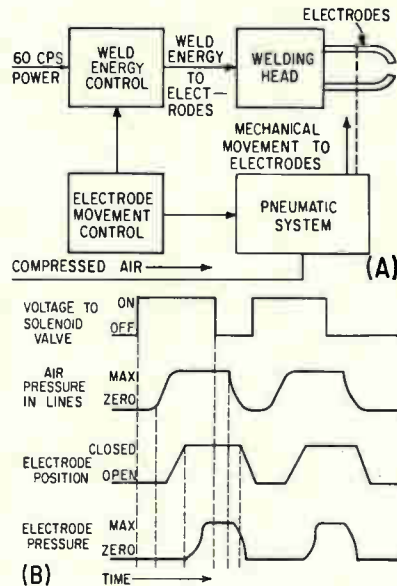 ELECTRODES
60 CPS
POWER
WELD
ENERGY
CONTROL
WELD
ENERGY
TO
ELECT-
RODES
WELDING
HEAD
MECHANICAL
MOVEMENT TO
ELECTRODES
ELECTRODE
MOVEMENT
CONTROL
PNEUMATIC
SYSTEM
COMPRESSED AIR
(A)
VOLTAGE TO
SOLENOID
VALVE
ON
OFF
AIR
PRESSURE
IN LINES
MAX
ZERO
ELECTRODE
POSITION
CLOSED
OPEN
ELECTRODE
PRESSURE
MAX
ZERO
(B)
TIME